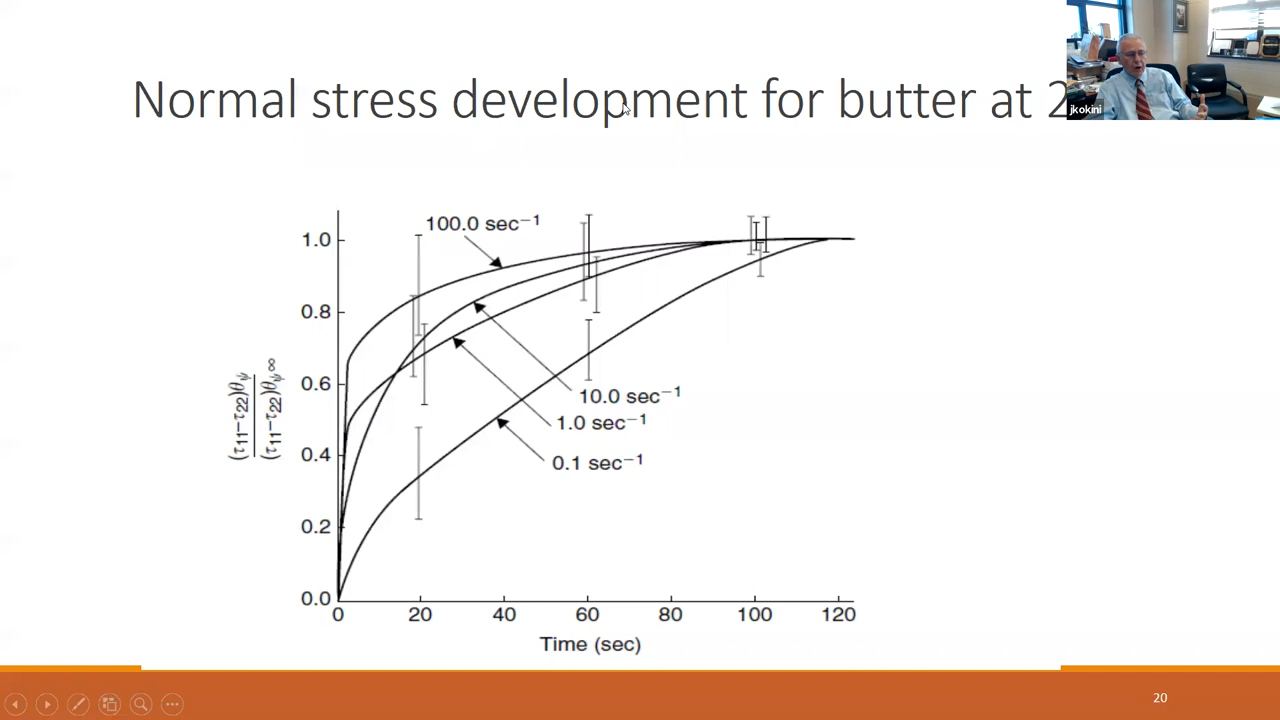 Normal stress development for butter at 2
jkokini
100.0 sec⁻¹
1.0
0.8
0.6
0.4
0.2
0.0
(τ11−τ22)θψ
(τ11−τ22)θψ∞
10.0 sec⁻¹
1.0 sec⁻¹
0.1 sec⁻¹
0 20 40 60 80 100 120
Time (sec)
20